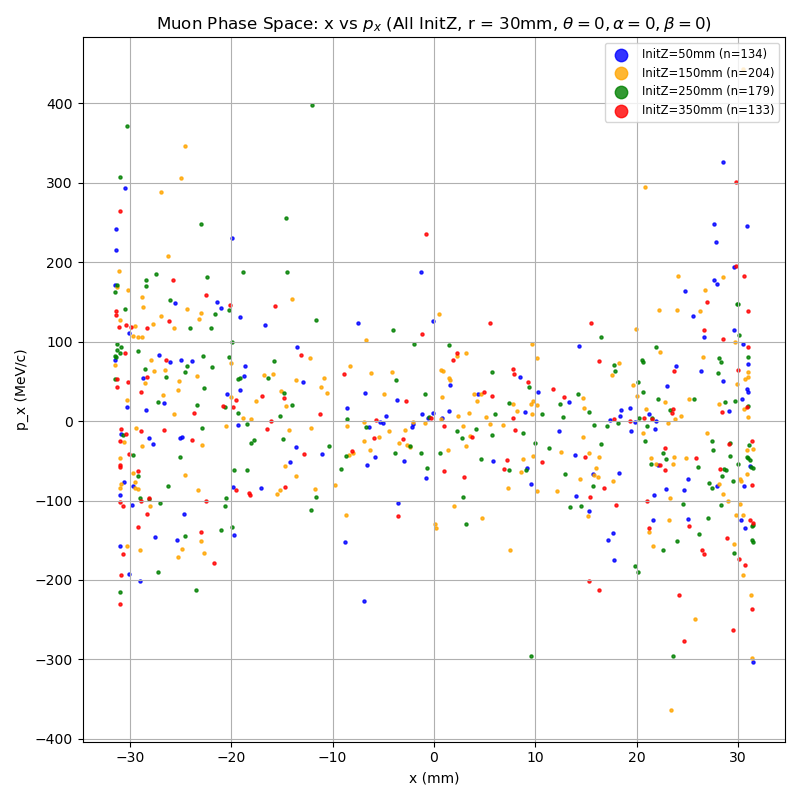 Muon Phase Space: x vs pₓ (All InitZ, r = 30mm, θ = 0, α = 0, β = 0)
InitZ=50mm (n=134)
InitZ=150mm (n=204)
InitZ=250mm (n=179)
InitZ=350mm (n=133)
400
300
200
100
0
−100
−200
−300
−400
p_x (MeV/c)
−30 −20 −10 0 10 20 30
x (mm)